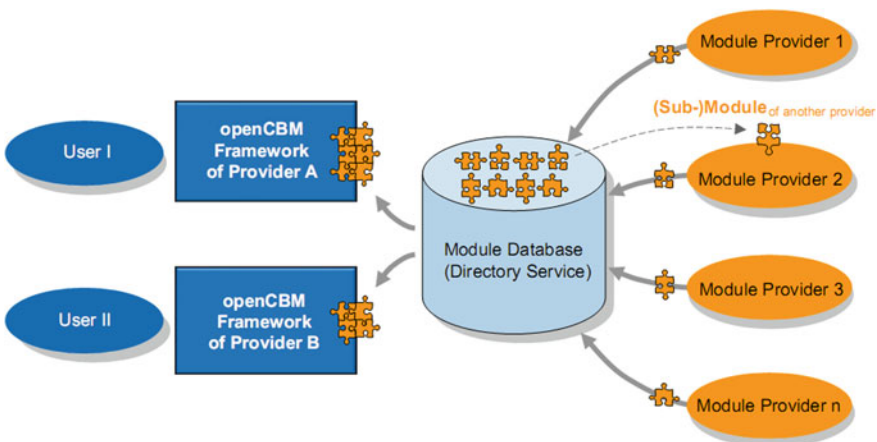 Module Provider 1
(Sub-)Module of another provider
User I
openCBM
Framework
of Provider A
Module Provider 2
Module Database
(Directory Service)
User II
openCBM
Framework
of Provider B
Module Provider 3
Module Provider n